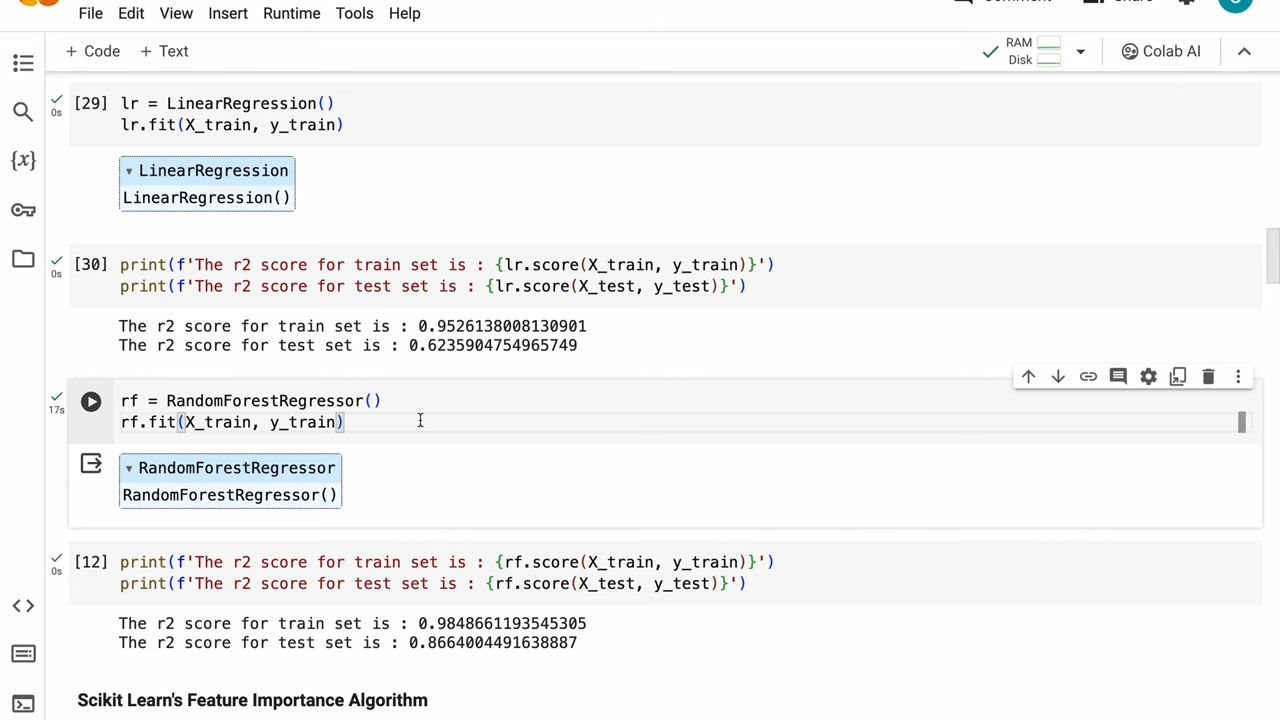 File Edit View Insert Runtime Tools Help
+ Code + Text
RAM
Disk
Colab AI
[29] lr = LinearRegression()
lr.fit(X_train, y_train)
0s
▾ LinearRegression
LinearRegression()
[30] print(f'The r2 score for train set is : {lr.score(X_train, y_train)}')
print(f'The r2 score for test set is : {lr.score(X_test, y_test)}')
0s
The r2 score for train set is : 0.9526138008130901
The r2 score for test set is : 0.6235904754965749
rf = RandomForestRegressor()
rf.fit(X_train, y_train)
17s
▾ RandomForestRegressor
RandomForestRegressor()
[12] print(f'The r2 score for train set is : {rf.score(X_train, y_train)}')
print(f'The r2 score for test set is : {rf.score(X_test, y_test)}')
0s
The r2 score for train set is : 0.9848661193545305
The r2 score for test set is : 0.8664004491638887
Scikit Learn's Feature Importance Algorithm